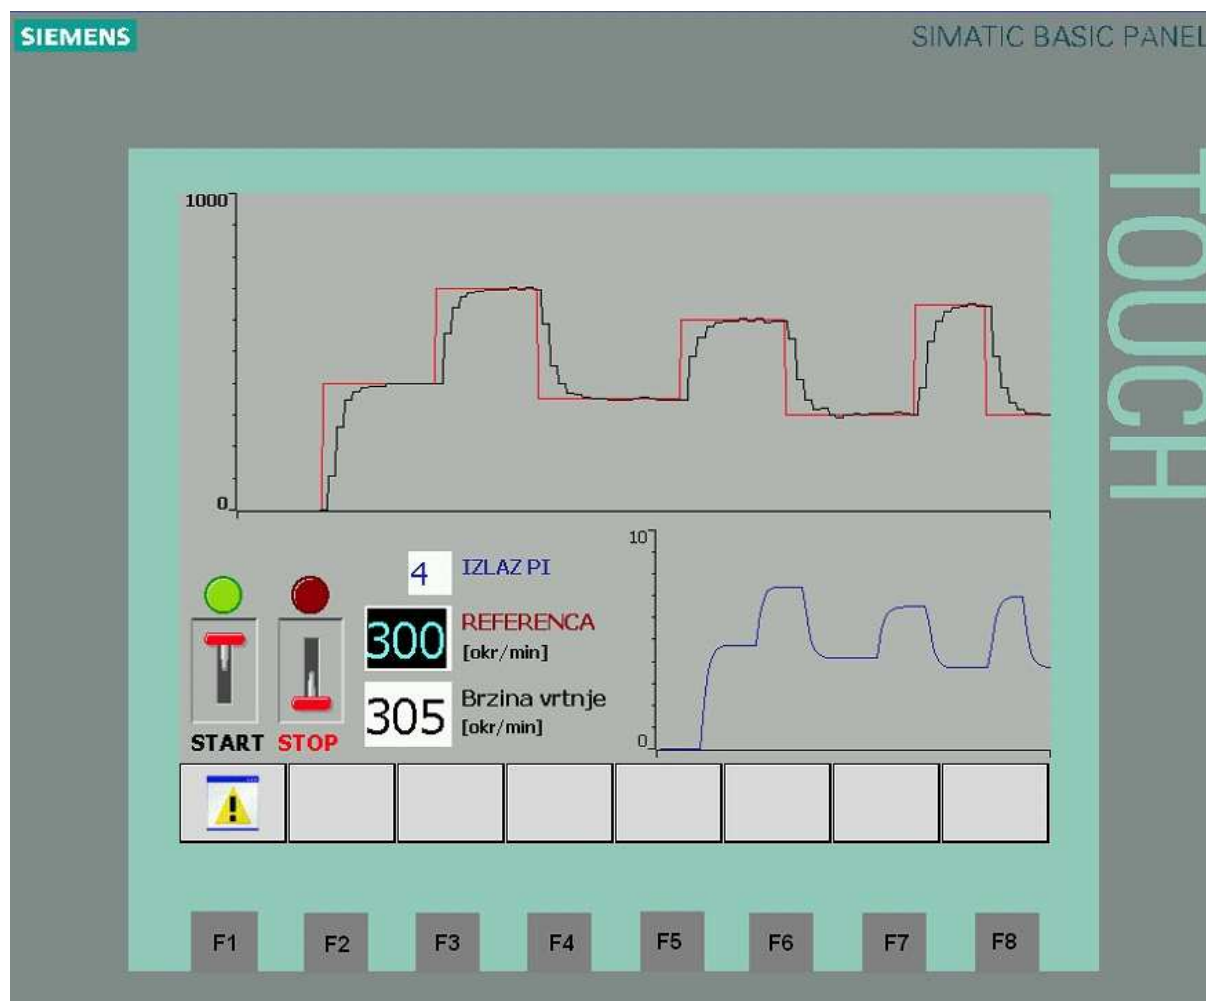 SIEMENS
SIMATIC BASIC PANEL
TOUCH
1000
0
10
0
4
IZLAZ PI
300
REFERENCA
[okr/min]
305
Brzina vrtnje
[okr/min]
START
STOP
F1
F2
F3
F4
F5
F6
F7
F8